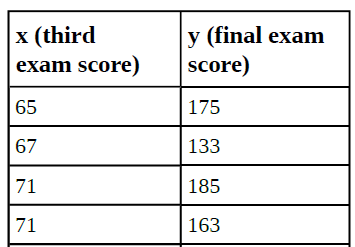 x (third
exam score)
y (final exam
score)
65 175
67 133
71 185
71 163